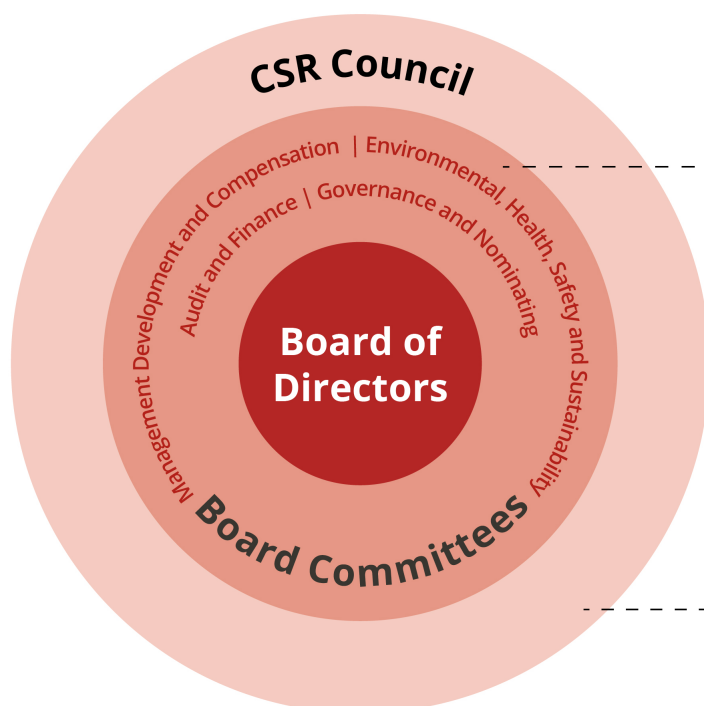 CSR Council
Management Development and Compensation | Environmental, Health, Safety and Sustainability
Audit and Finance | Governance and Nominating
Board of
Directors
Board Committees